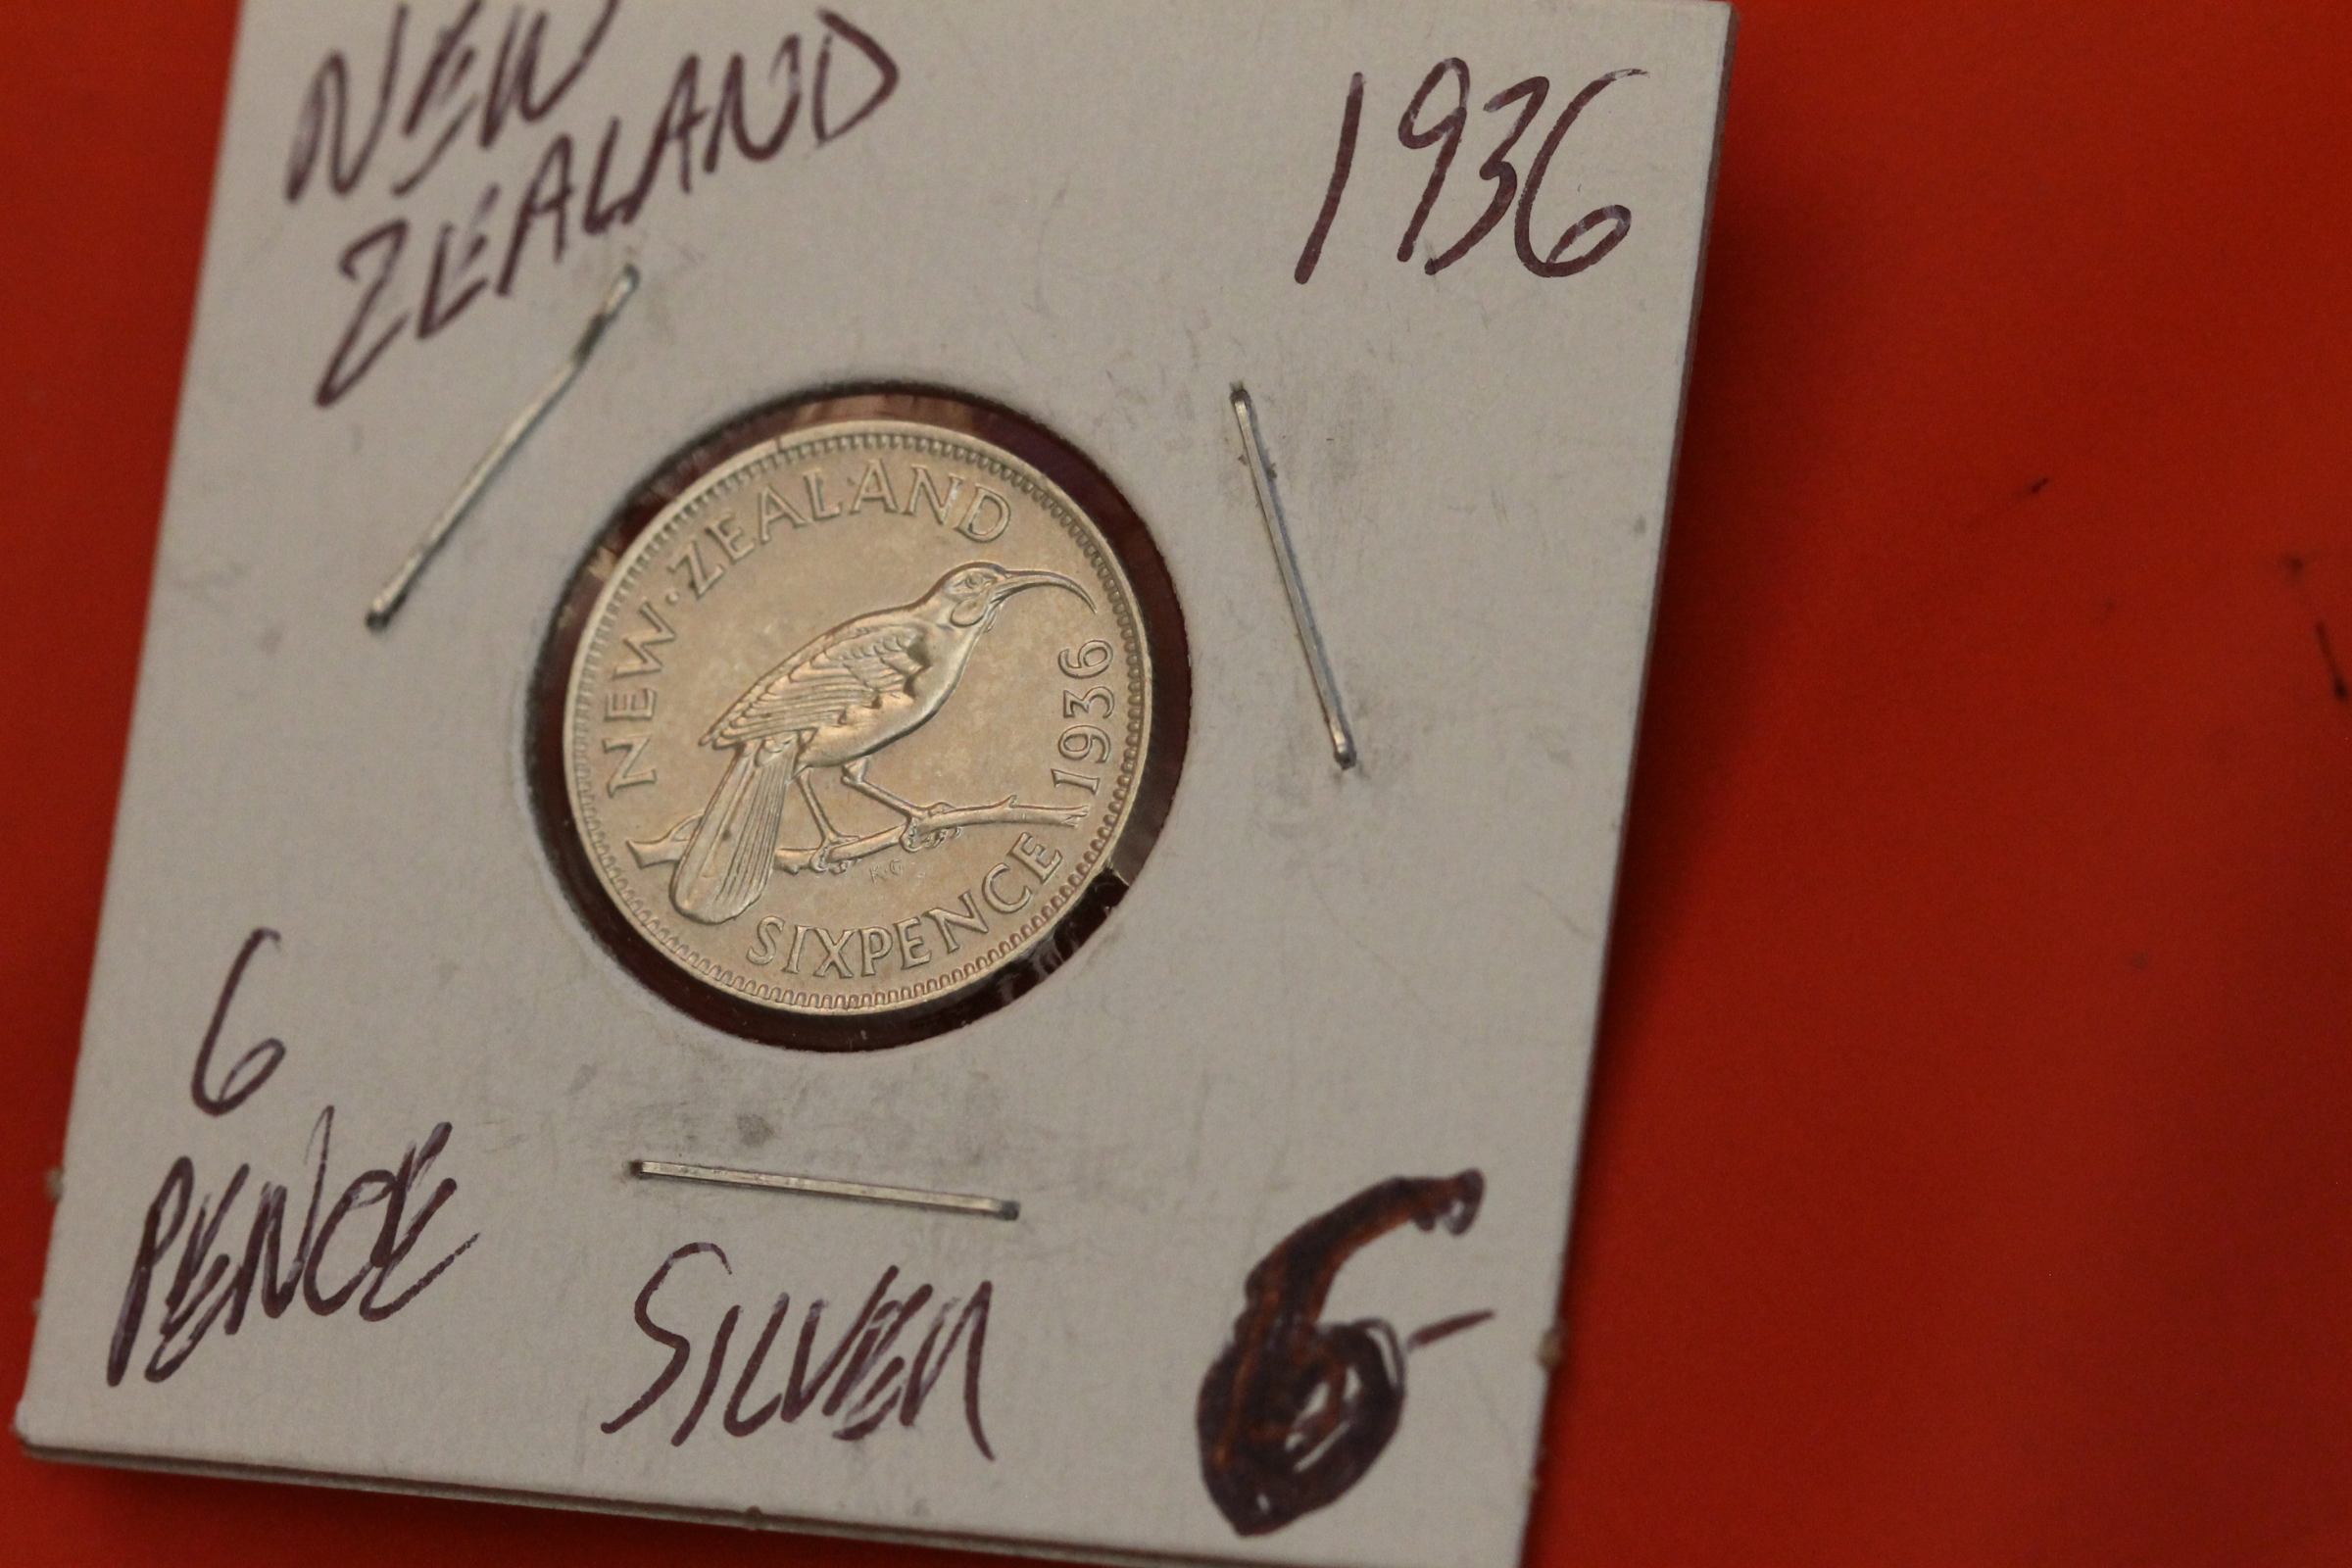 NEW
ZEALAND
1936
NEW·ZEALAND
1936
SIXPENCE
KG
6
PENCE
SILVER
6-